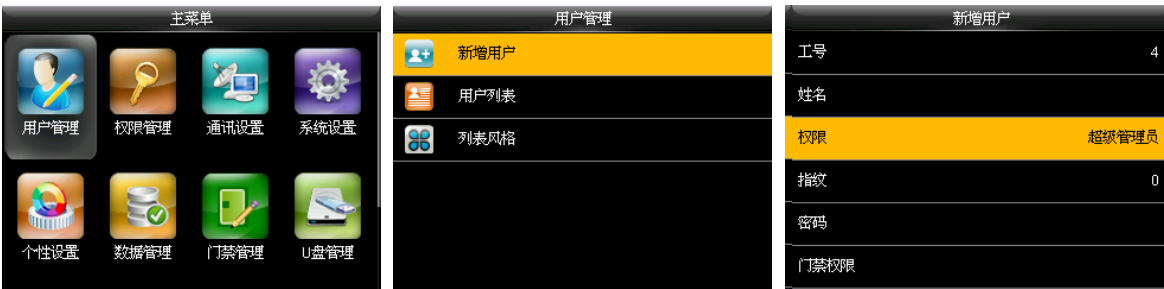 主菜单
用户管理 权限管理 通讯设置 系统设置
个性设置 数据管理 门禁管理 U盘管理
用户管理
新增用户
用户列表
列表风格
新增用户
工号 4
姓名
权限 超级管理员
指纹 0
密码
门禁权限